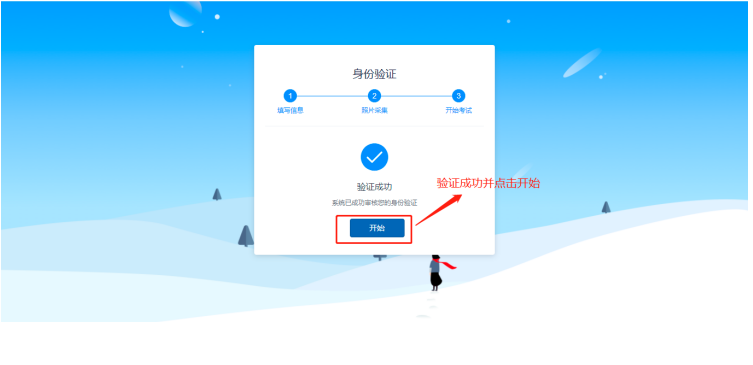 身份验证
1
2
3
填写信息
照片采集
开始考试
验证成功
验证成功并点击开始
系统已成功审核您的身份验证
开始